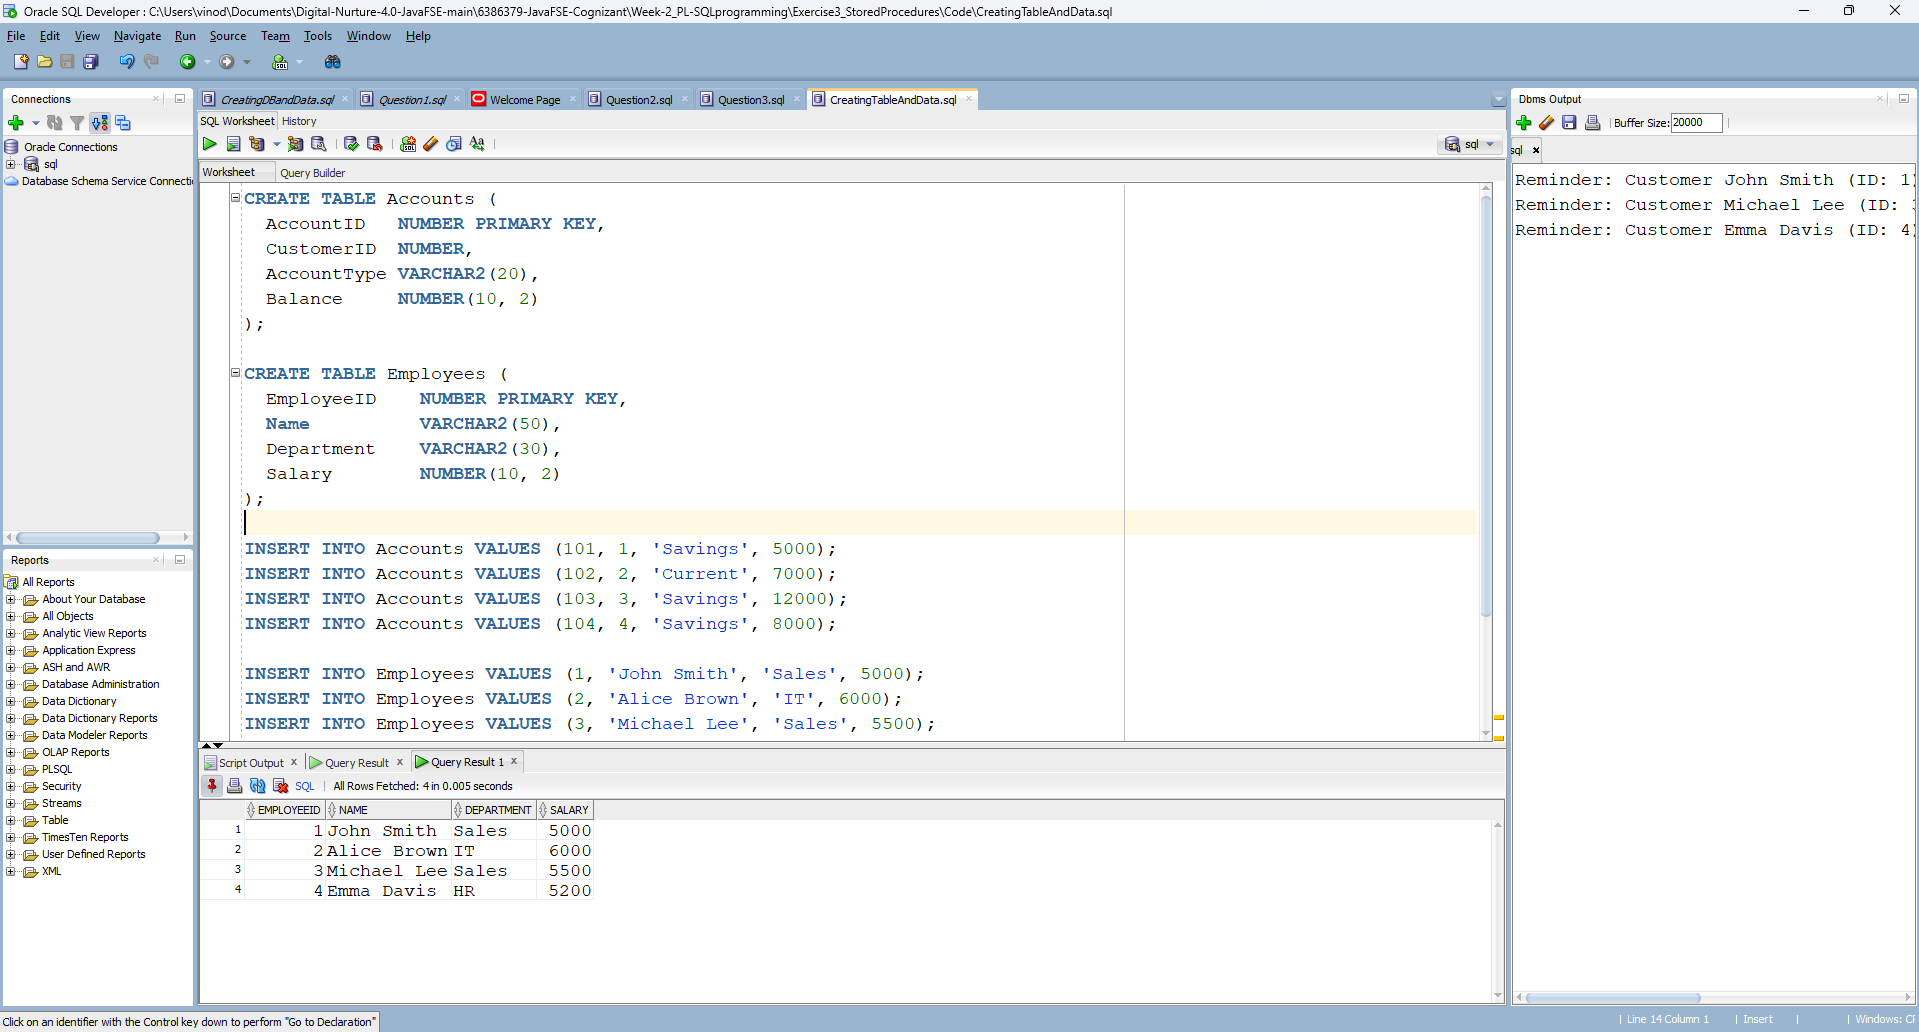 Oracle SQL Developer : C:\Users\vinod\Documents\Digital-Nurture-4.0-JavaFSE-main\6386379-JavaFSE-Cognizant\Week-2_PL-SQLprogramming\Exercise3_StoredProcedures\Code\CreatingTableAndData.sql
File Edit View Navigate Run Source Team Tools Window Help
Connections
Oracle Connections
sql
Database Schema Service Connecti
Reports
All Reports
About Your Database
All Objects
Analytic View Reports
Application Express
ASH and AWR
Database Administration
Data Dictionary
Data Dictionary Reports
Data Modeler Reports
OLAP Reports
PLSQL
Security
Streams
Table
TimesTen Reports
User Defined Reports
XML
CreatingDBandData.sql Question1.sql Welcome Page Question2.sql Question3.sql CreatingTableAndData.sql
SQL Worksheet History
Aa
sql
Worksheet Query Builder
CREATE TABLE Accounts (
AccountID NUMBER PRIMARY KEY,
CustomerID NUMBER,
AccountType VARCHAR2(20),
Balance NUMBER(10, 2)
);
CREATE TABLE Employees (
EmployeeID NUMBER PRIMARY KEY,
Name VARCHAR2(50),
Department VARCHAR2(30),
Salary NUMBER(10, 2)
);
INSERT INTO Accounts VALUES (101, 1, 'Savings', 5000);
INSERT INTO Accounts VALUES (102, 2, 'Current', 7000);
INSERT INTO Accounts VALUES (103, 3, 'Savings', 12000);
INSERT INTO Accounts VALUES (104, 4, 'Savings', 8000);
INSERT INTO Employees VALUES (1, 'John Smith', 'Sales', 5000);
INSERT INTO Employees VALUES (2, 'Alice Brown', 'IT', 6000);
INSERT INTO Employees VALUES (3, 'Michael Lee', 'Sales', 5500);
Script Output Query Result Query Result 1
SQL All Rows Fetched: 4 in 0.005 seconds
EMPLOYEEID NAME DEPARTMENT SALARY
1 1 John Smith Sales 5000
2 2 Alice Brown IT 6000
3 3 Michael Lee Sales 5500
4 4 Emma Davis HR 5200
Dbms Output
Buffer Size: 20000
sql
Reminder: Customer John Smith (ID: 1)
Reminder: Customer Michael Lee (ID:
Reminder: Customer Emma Davis (ID: 4)
Click on an identifier with the Control key down to perform "Go to Declaration"
Line 14 Column 1 Insert Windows: CF